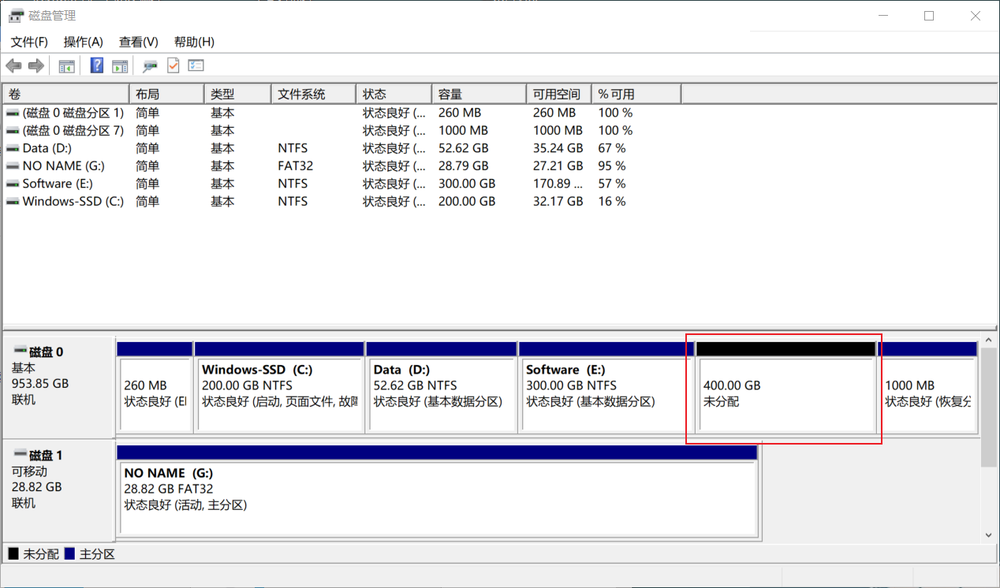 磁盘管理
文件(F) 操作(A) 查看(V) 帮助(H)
卷 布局 类型 文件系统 状态 容量 可用空间 % 可用
(磁盘 0 磁盘分区 1) 简单 基本 状态良好 (... 260 MB 260 MB 100 %
(磁盘 0 磁盘分区 7) 简单 基本 状态良好 (... 1000 MB 1000 MB 100 %
Data (D:) 简单 基本 NTFS 状态良好 (... 52.62 GB 35.24 GB 67 %
NO NAME (G:) 简单 基本 FAT32 状态良好 (... 28.79 GB 27.21 GB 95 %
Software (E:) 简单 基本 NTFS 状态良好 (... 300.00 GB 170.89 ... 57 %
Windows-SSD (C:) 简单 基本 NTFS 状态良好 (... 200.00 GB 32.17 GB 16 %
磁盘 0
基本
953.85 GB
联机
260 MB
状态良好 (E
Windows-SSD (C:)
200.00 GB NTFS
状态良好 (启动, 页面文件, 故障
Data (D:)
52.62 GB NTFS
状态良好 (基本数据分区)
Software (E:)
300.00 GB NTFS
状态良好 (基本数据分区)
400.00 GB
未分配
1000 MB
状态良好 (恢复分
磁盘 1
可移动
28.82 GB
联机
NO NAME (G:)
28.82 GB FAT32
状态良好 (活动, 主分区)
未分配 主分区